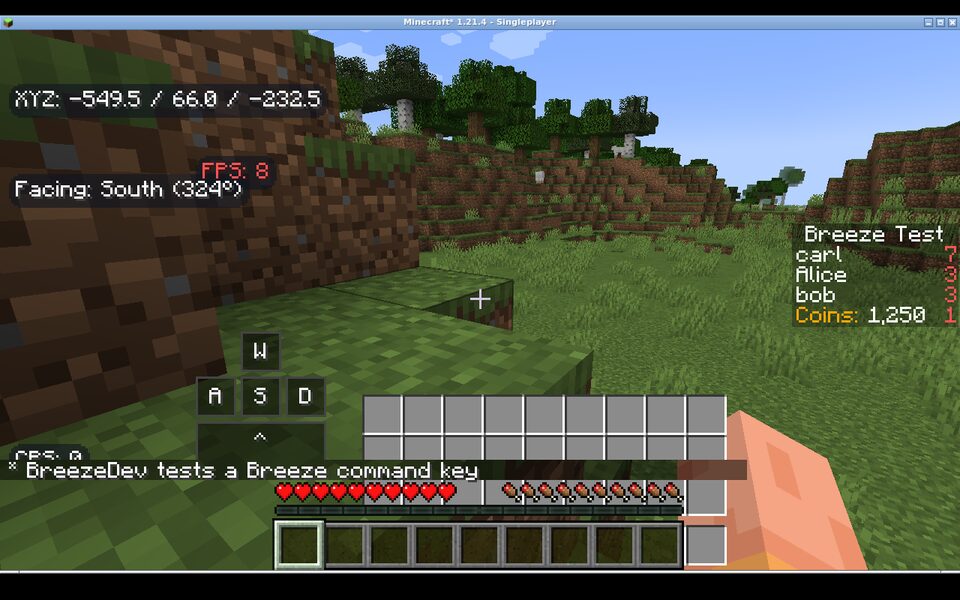 Minecraft* 1.21.4 - Singleplayer
XYZ: -549.5 / 66.0 / -232.5
FPS: 8
Facing: South (324°)
Breeze Test
carl 7
Alice 3
bob 3
Coins: 1,250 1
W
A S D
^
CPS: 0
* BreezeDev tests a Breeze command key